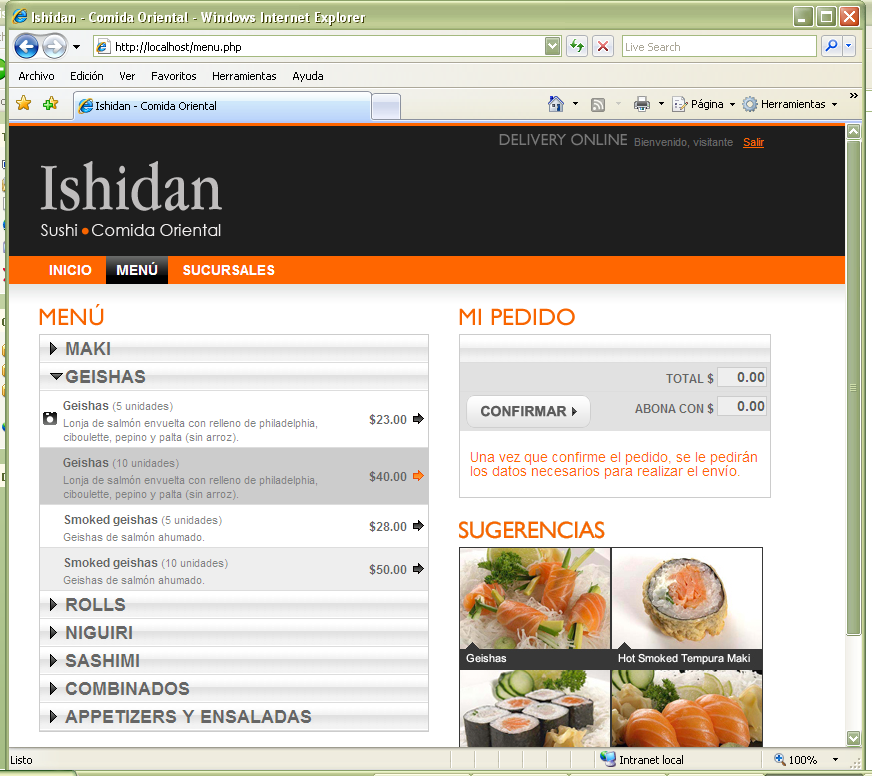 Ishidan - Comida Oriental - Windows Internet Explorer
http://localhost/menu.php
Live Search
Archivo Edición Ver Favoritos Herramientas Ayuda
Ishidan - Comida Oriental
Página
Herramientas
»
DELIVERY ONLINE Bienvenido, visitante Salir
Ishidan
Sushi • Comida Oriental
INICIO MENÚ SUCURSALES
MENÚ
MAKI
GEISHAS
Geishas (5 unidades)
Lonja de salmón envuelta con relleno de philadelphia,
ciboulette, pepino y palta (sin arroz).
$23.00
Geishas (10 unidades)
Lonja de salmón envuelta con relleno de philadelphia,
ciboulette, pepino y palta (sin arroz).
$40.00
Smoked geishas (5 unidades)
Geishas de salmón ahumado.
$28.00
Smoked geishas (10 unidades)
Geishas de salmón ahumado.
$50.00
ROLLS
NIGUIRI
SASHIMI
COMBINADOS
APPETIZERS Y ENSALADAS
MI PEDIDO
TOTAL $ 0.00
CONFIRMAR
ABONA CON $ 0.00
Una vez que confirme el pedido, se le pedirán
los datos necesarios para realizar el envío.
SUGERENCIAS
Geishas
Hot Smoked Tempura Maki
Listo
Intranet local
100%